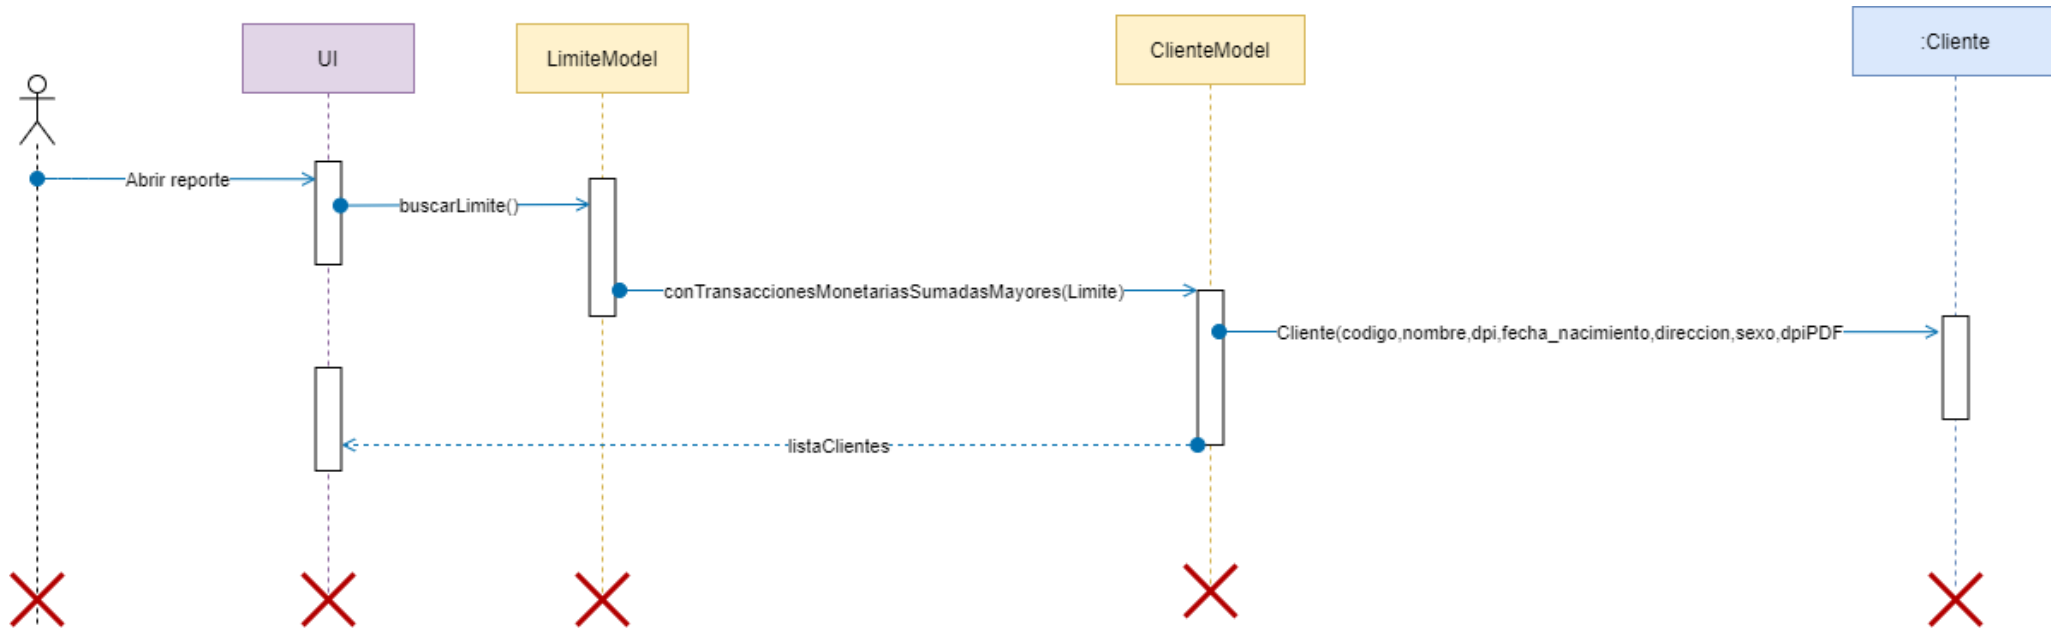 UI
LimiteModel
ClienteModel
:Cliente
Abrir reporte
buscarLimite()
conTransaccionesMonetariasSumadasMayores(Limite)
Cliente(codigo,nombre,dpi,fecha_nacimiento,direccion,sexo,dpiPDF
listaClientes